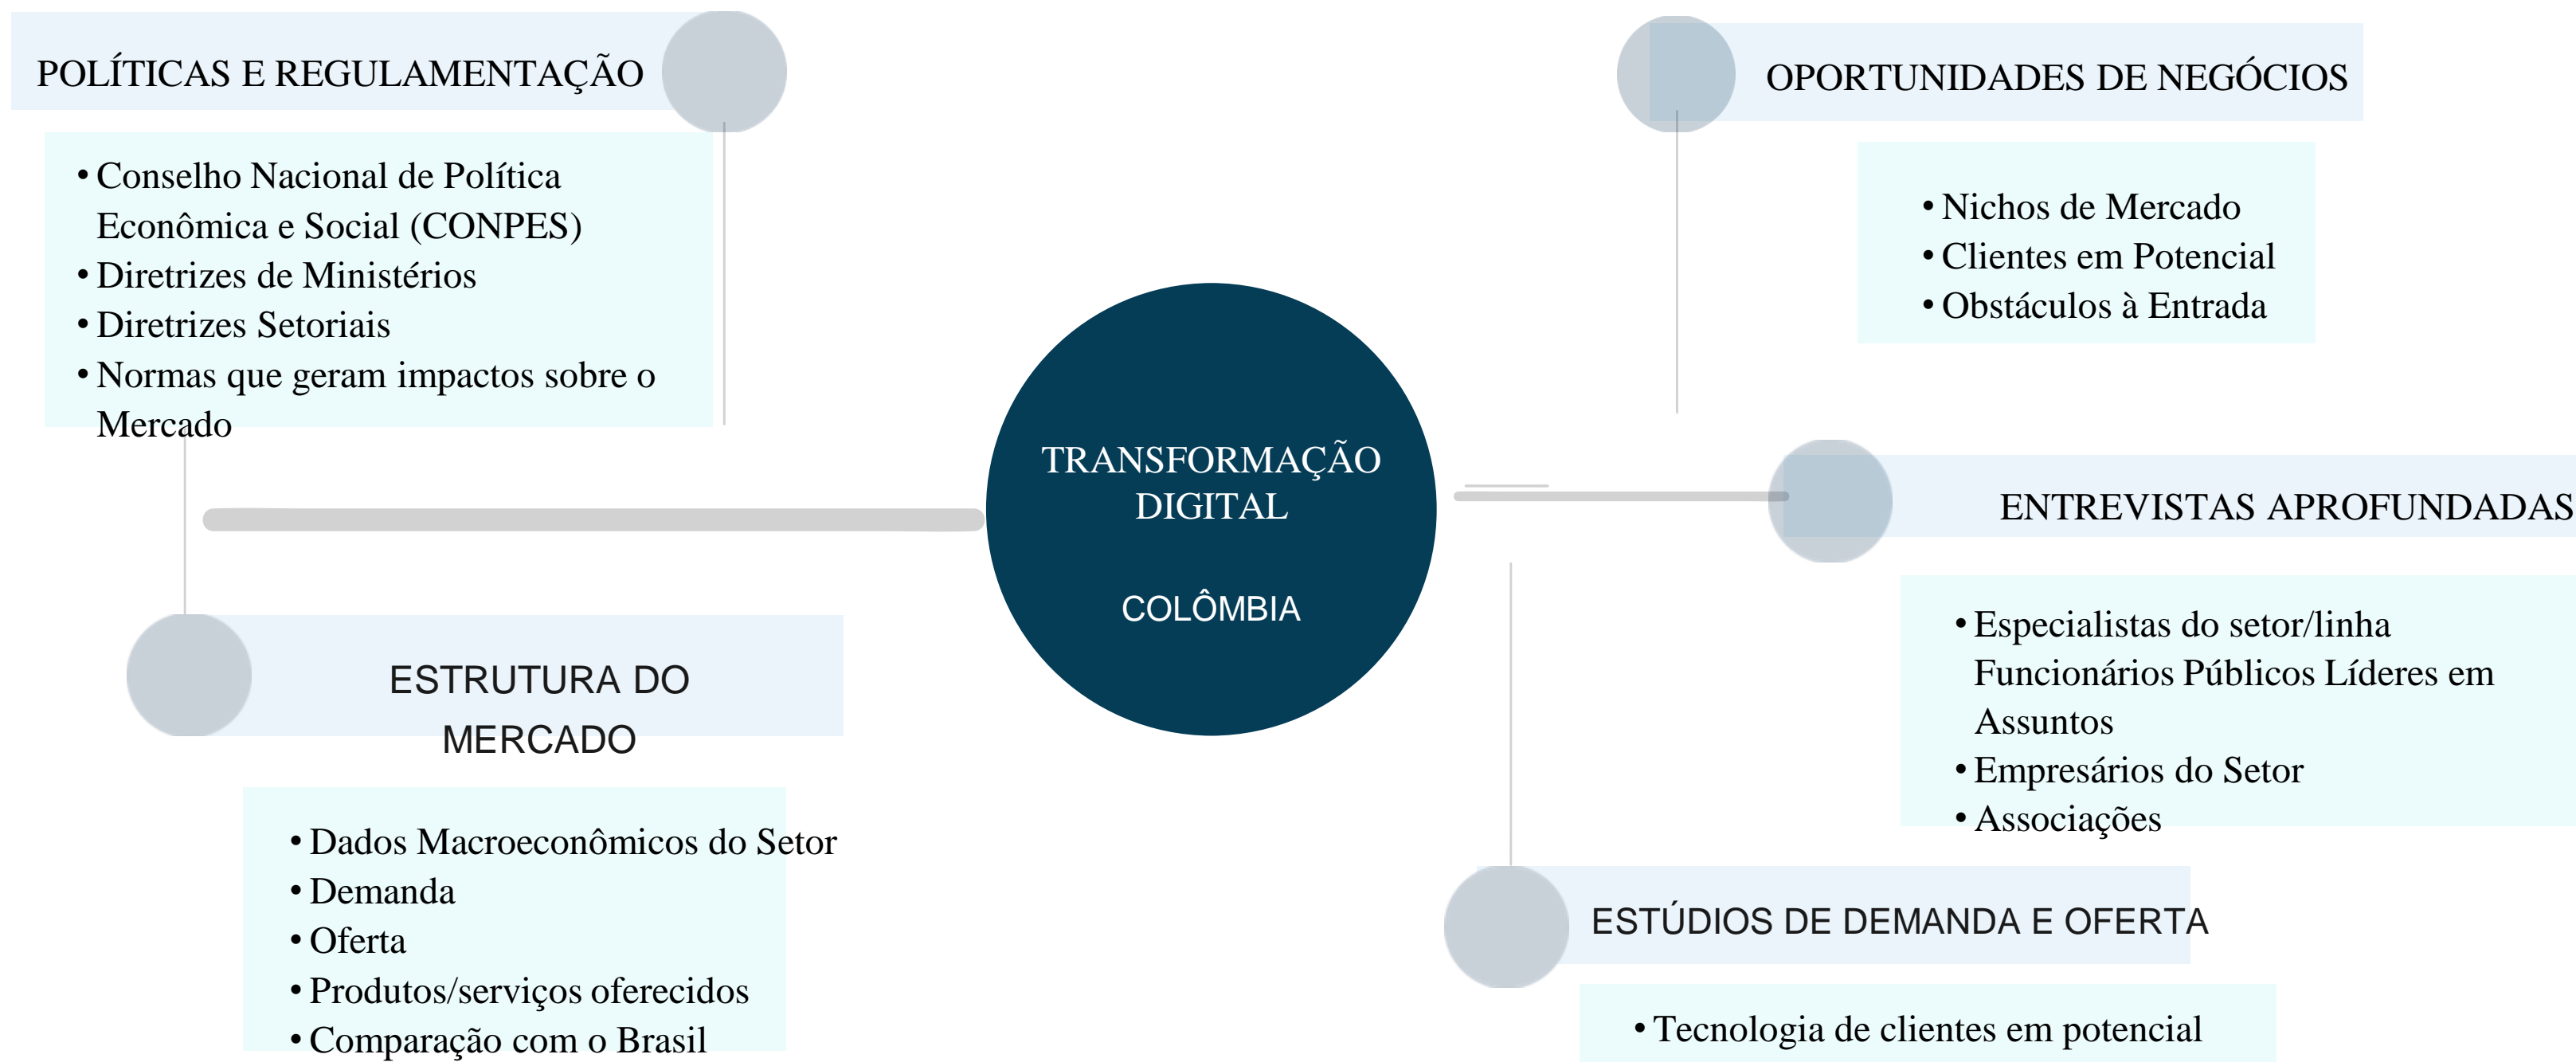 POLÍTICAS E REGULAMENTAÇÃO
• Conselho Nacional de Política
Econômica e Social (CONPES)
• Diretrizes de Ministérios
• Diretrizes Setoriais
• Normas que geram impactos sobre o
Mercado
ESTRUTURA DO
MERCADO
• Dados Macroeconômicos do Setor
• Demanda
• Oferta
• Produtos/serviços oferecidos
• Comparação com o Brasil
TRANSFORMAÇÃO
DIGITAL
COLÔMBIA
OPORTUNIDADES DE NEGÓCIOS
• Nichos de Mercado
• Clientes em Potencial
• Obstáculos à Entrada
ENTREVISTAS APROFUNDADAS
• Especialistas do setor/linha
Funcionários Públicos Líderes em
Assuntos
• Empresários do Setor
• Associações
ESTÚDIOS DE DEMANDA E OFERTA
• Tecnologia de clientes em potencial